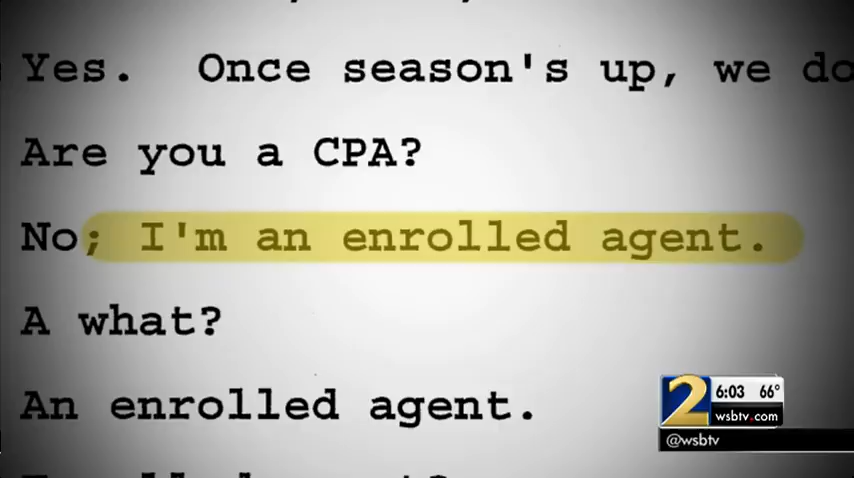 Yes. Once season's up, we do
Are you a CPA?
No; I'm an enrolled agent.
A what?
An enrolled agent.
2
6:03 66°
wsbtv.com
@wsbtv